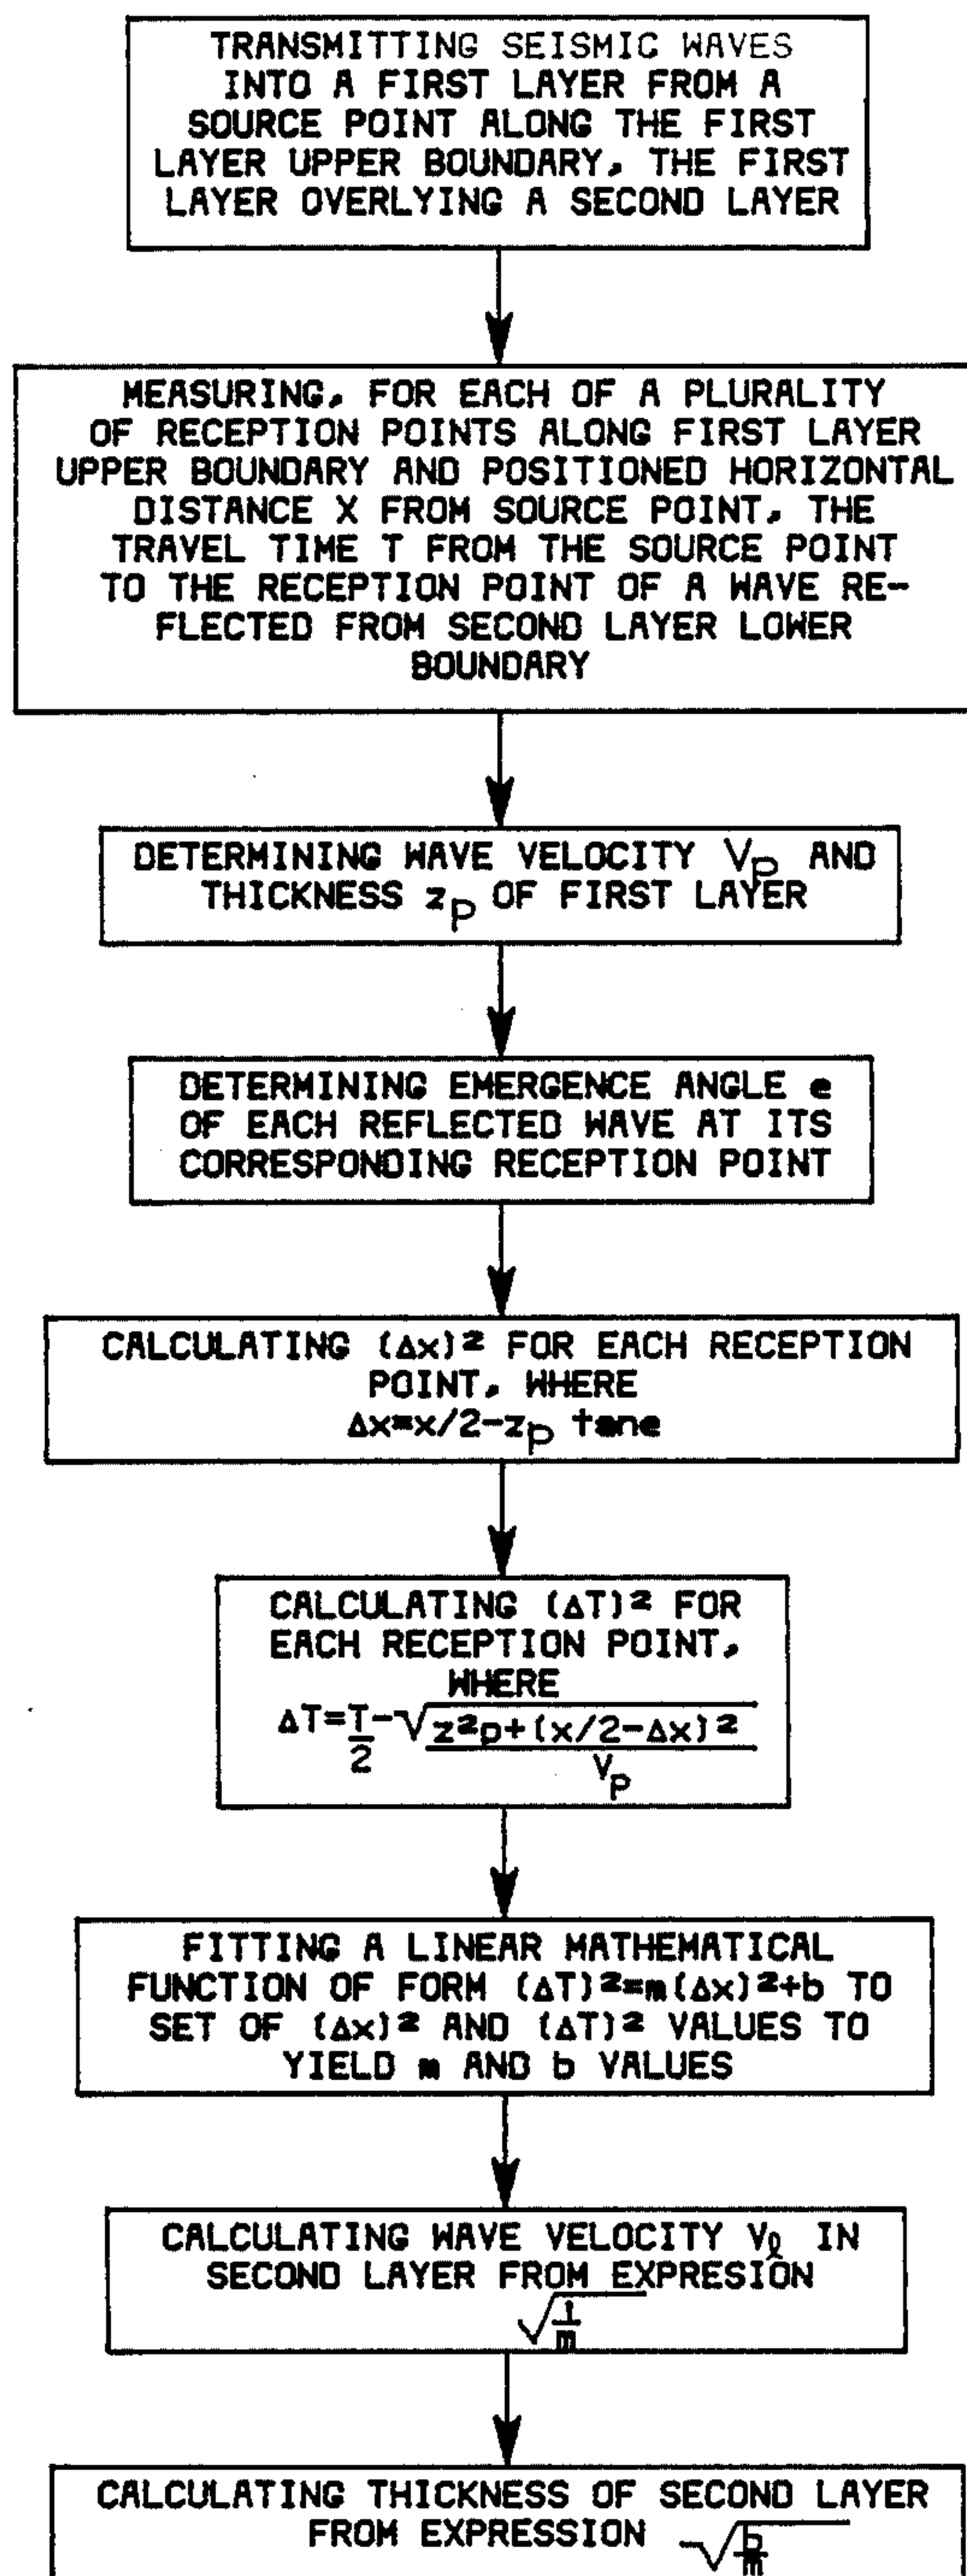 TRANSMITTING SEISMIC WAVES
INTO A FIRST LAYER FROM A
SOURCE POINT ALONG THE FIRST
LAYER UPPER BOUNDARY, THE FIRST
LAYER OVERLYING A SECOND LAYER
MEASURING, FOR EACH OF A PLURALITY
OF RECEPTION POINTS ALONG FIRST LAYER
UPPER BOUNDARY AND POSITIONED HORIZONTAL
DISTANCE X FROM SOURCE POINT, THE
TRAVEL TIME T FROM THE SOURCE POINT
TO THE RECEPTION POINT OF A WAVE RE-
FLECTED FROM SECOND LAYER LOWER
BOUNDARY
DETERMINING WAVE VELOCITY Vp AND
THICKNESS zp OF FIRST LAYER
DETERMINING EMERGENCE ANGLE e
OF EACH REFLECTED WAVE AT ITS
CORRESPONDING RECEPTION POINT
CALCULATING (Δx)² FOR EACH RECEPTION
POINT, WHERE
Δx=x/2-zp tane
CALCULATING (ΔT)² FOR
EACH RECEPTION POINT,
WHERE
ΔT=T/2-√z²p+(x/2-Δx)²/Vp
FITTING A LINEAR MATHEMATICAL
FUNCTION OF FORM (ΔT)²=m(Δx)²+b TO
SET OF (Δx)² AND (ΔT)² VALUES TO
YIELD m AND b VALUES
CALCULATING WAVE VELOCITY Vℓ IN
SECOND LAYER FROM EXPRESION
√1/m
CALCULATING THICKNESS OF SECOND LAYER
FROM EXPRESSION √b/m